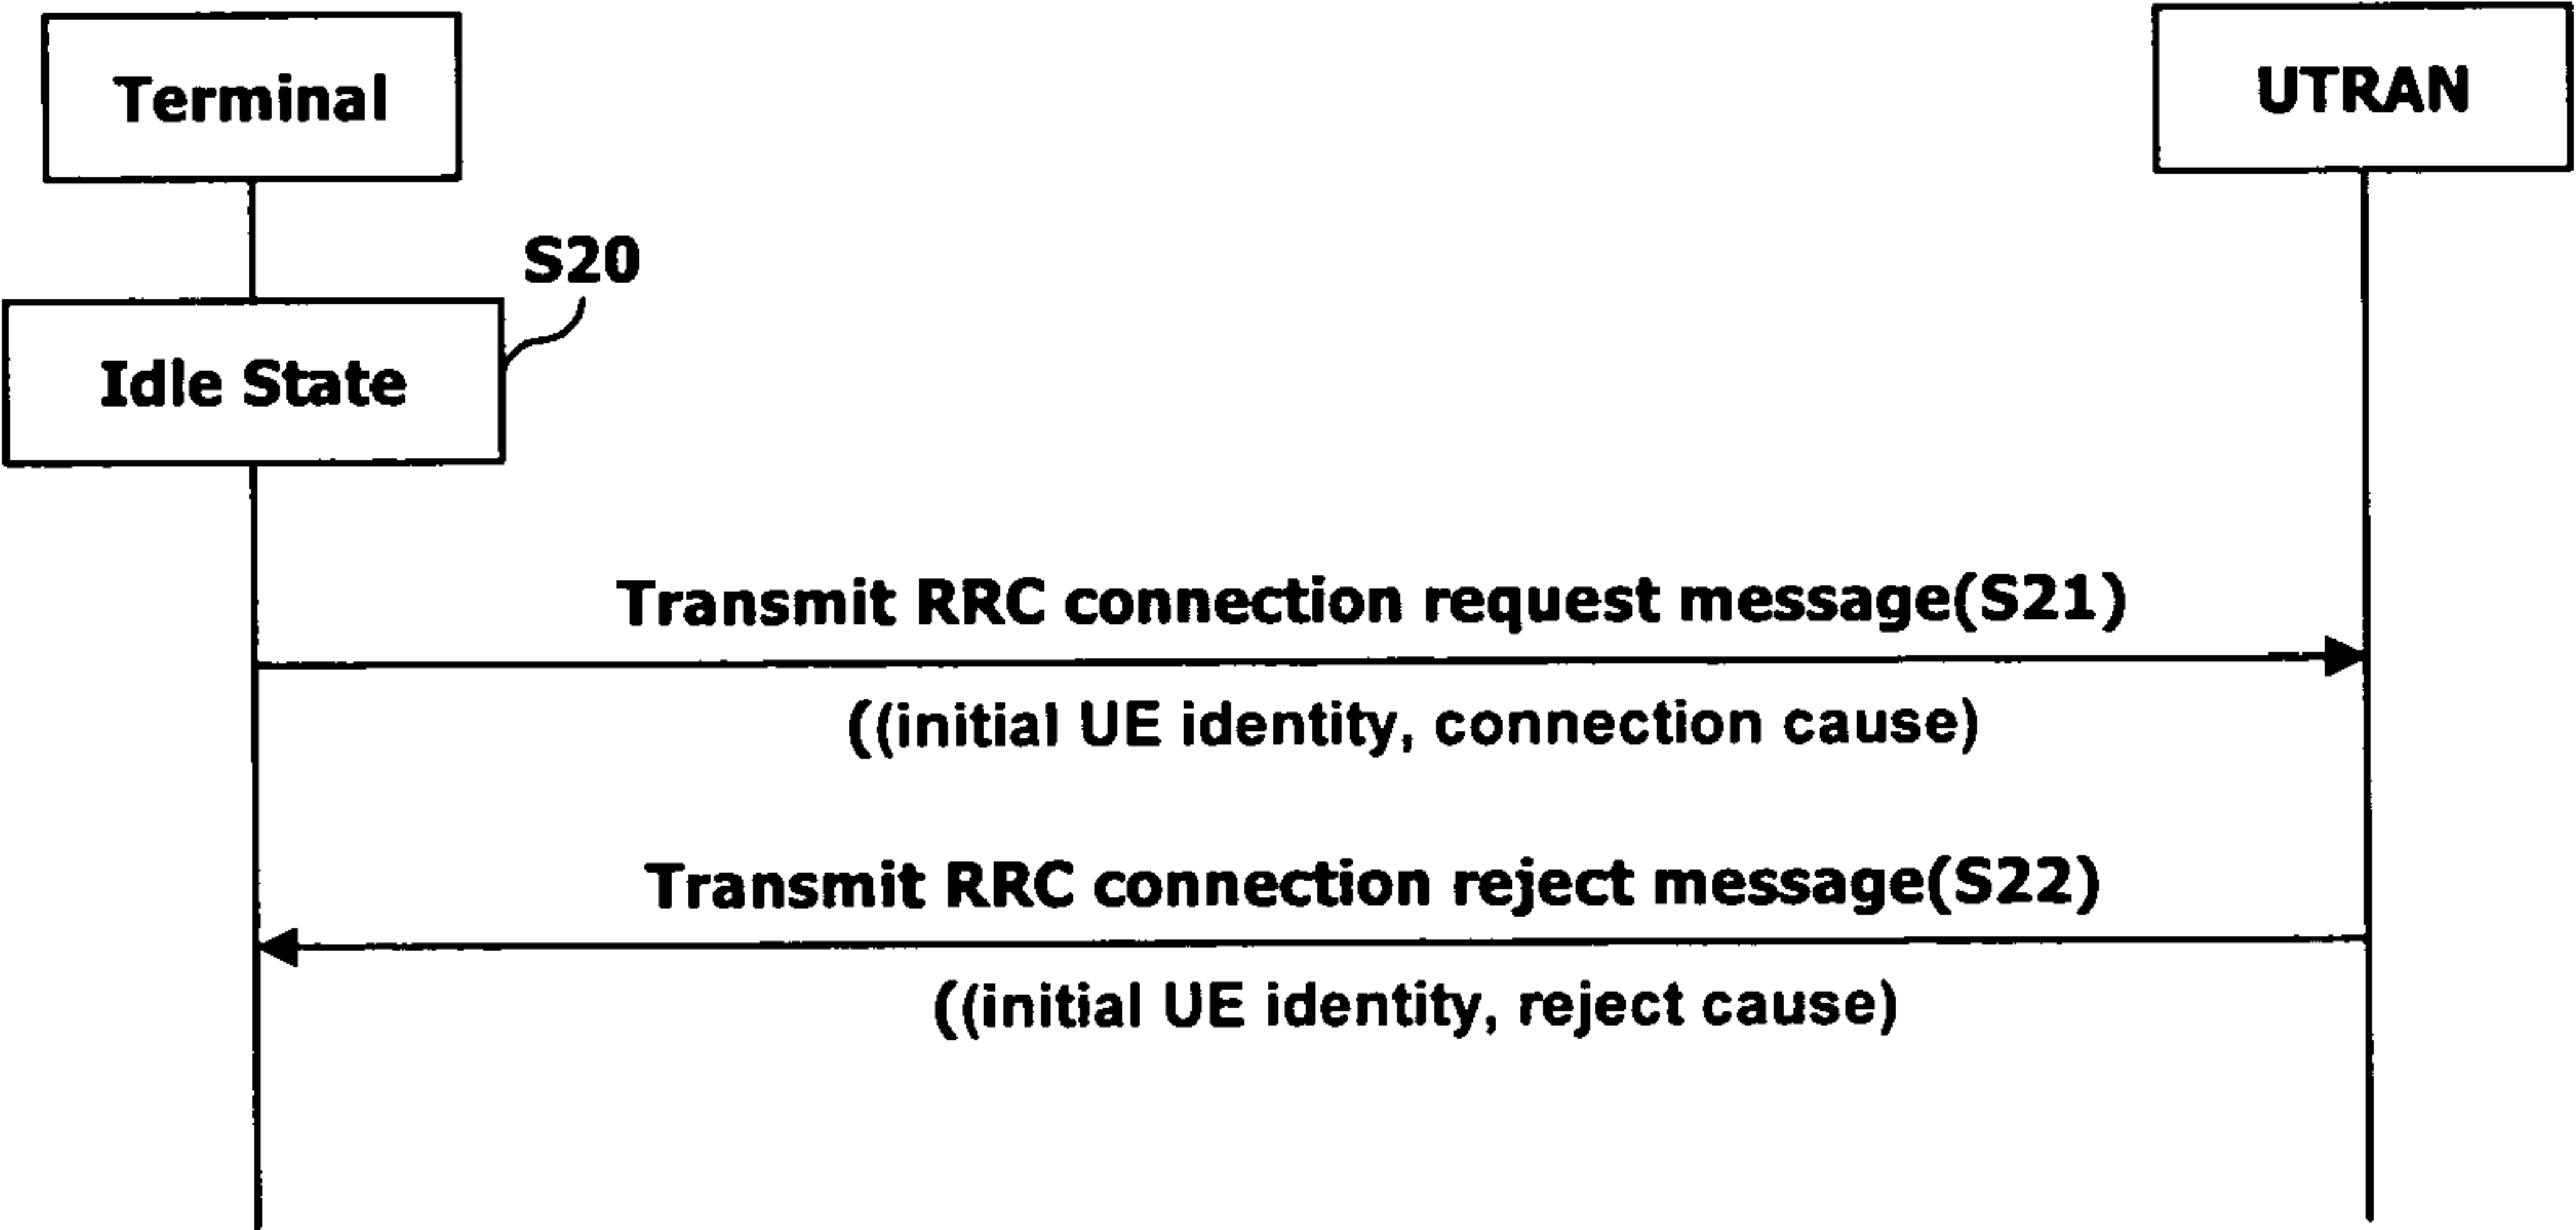 Terminal
UTRAN
S20
Idle State
Transmit RRC connection request message(S21)
((initial UE identity, connection cause)
Transmit RRC connection reject message(S22)
((initial UE identity, reject cause)